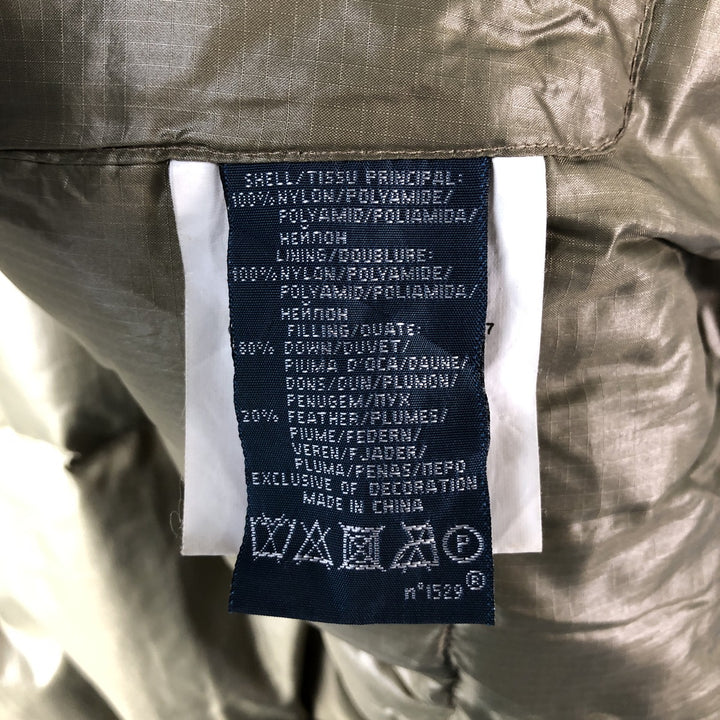 SHELL/TISSU PRINCIPAL:
100% NYLON/POLYAMIDE/
POLYAMID/POLIAMIDA/
НЕЙЛОН
LINING/DOUBLURE:
100% NYLON/POLYAMIDE/
POLYAMID/POLIAMIDA/
НЕЙЛОН
FILLING/OUATE:
7
80% DOWN/DUVET/
PIUMA D'OCA/DAUNE/
DONS/DUN/PLUMON/
PENUGEM/ПУХ
20% FEATHER/PLUMES/
PIUME/FEDERN/
VEREN/FJADER/
PLUMA/PENAS/ПЕРО
EXCLUSIVE OF DECORATION
MADE IN CHINA
P
n°1529®